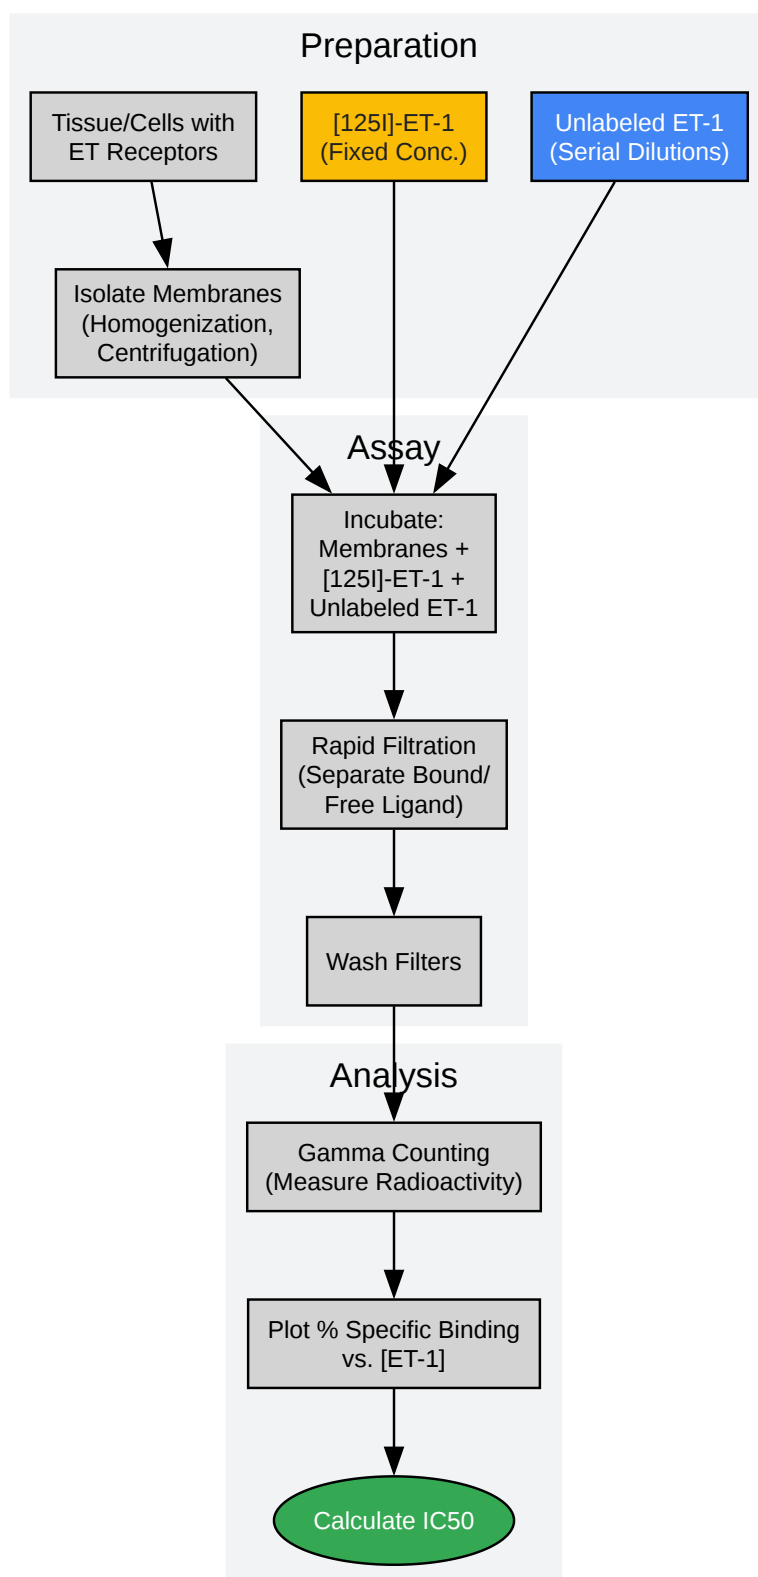 Preparation
Tissue/Cells with
ET Receptors
[125I]-ET-1
(Fixed Conc.)
Unlabeled ET-1
(Serial Dilutions)
Isolate Membranes
(Homogenization,
Centrifugation)
Assay
Incubate:
Membranes +
[125I]-ET-1 +
Unlabeled ET-1
Rapid Filtration
(Separate Bound/
Free Ligand)
Wash Filters
Analysis
Gamma Counting
(Measure Radioactivity)
Plot % Specific Binding
vs. [ET-1]
Calculate IC50